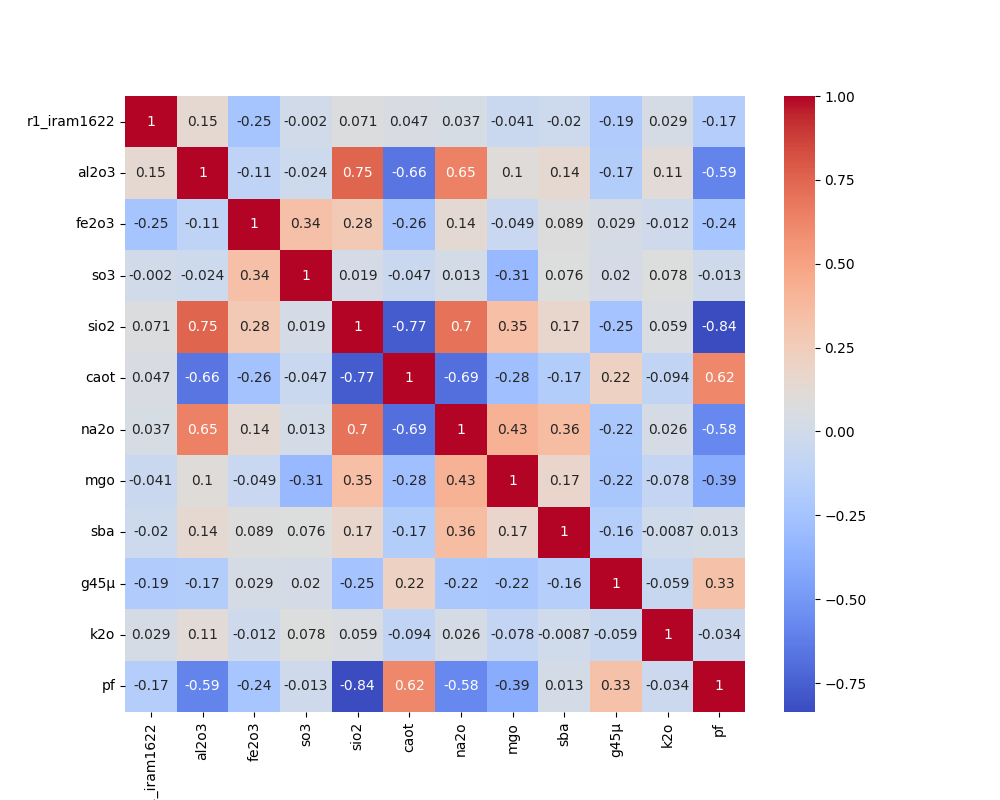 r1_iram1622 1 0.15 -0.25 -0.002 0.071 0.047 0.037 -0.041 -0.02 -0.19 0.029 -0.17
al2o3 0.15 1 -0.11 -0.024 0.75 -0.66 0.65 0.1 0.14 -0.17 0.11 -0.59
fe2o3 -0.25 -0.11 1 0.34 0.28 -0.26 0.14 -0.049 0.089 0.029 -0.012 -0.24
so3 -0.002 -0.024 0.34 1 0.019 -0.047 0.013 -0.31 0.076 0.02 0.078 -0.013
sio2 0.071 0.75 0.28 0.019 1 -0.77 0.7 0.35 0.17 -0.25 0.059 -0.84
caot 0.047 -0.66 -0.26 -0.047 -0.77 1 -0.69 -0.28 -0.17 0.22 -0.094 0.62
na2o 0.037 0.65 0.14 0.013 0.7 -0.69 1 0.43 0.36 -0.22 0.026 -0.58
mgo -0.041 0.1 -0.049 -0.31 0.35 -0.28 0.43 1 0.17 -0.22 -0.078 -0.39
sba -0.02 0.14 0.089 0.076 0.17 -0.17 0.36 0.17 1 -0.16 -0.0087 0.013
g45µ -0.19 -0.17 0.029 0.02 -0.25 0.22 -0.22 -0.22 -0.16 1 -0.059 0.33
k2o 0.029 0.11 -0.012 0.078 0.059 -0.094 0.026 -0.078 -0.0087 -0.059 1 -0.034
pf -0.17 -0.59 -0.24 -0.013 -0.84 0.62 -0.58 -0.39 0.013 0.33 -0.034 1
_iram1622 al2o3 fe2o3 so3 sio2 caot na2o mgo sba g45µ k2o pf
1.00
0.75
0.50
0.25
0.00
−0.25
−0.50
−0.75